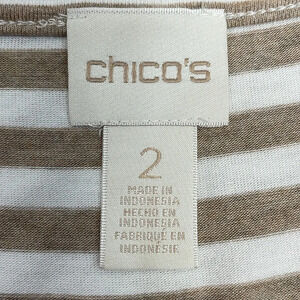 chico's
2
MADE IN
INDONESIA
HECHO EN
INDONESIA
FABRIQUÉ EN
INDONÉSIE